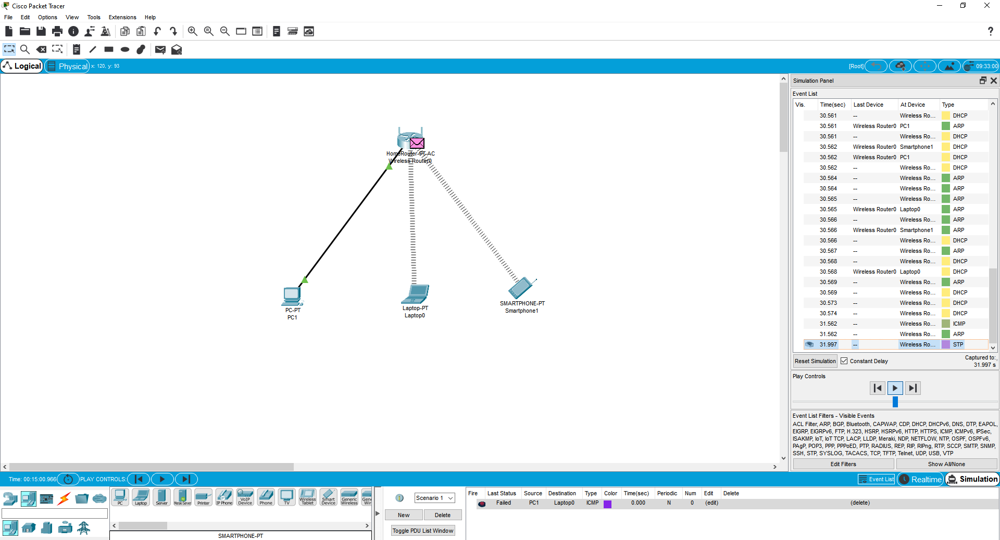 Cisco Packet Tracer
File Edit Options View Tools Extensions Help
Logical Physical x: 120, y: 93 [Root] 09:33:00
HomeRouter-PT-AC
Wireless Router0
PC-PT
PC1
Laptop-PT
Laptop0
SMARTPHONE-PT
Smartphone1
Simulation Panel
Event List
Vis. Time(sec) Last Device At Device Type
30.561 -- Wireless Ro... DHCP
30.561 Wireless Router0 PC1 ARP
30.561 -- Wireless Ro... DHCP
30.562 Wireless Router0 Smartphone1 DHCP
30.562 Wireless Router0 PC1 DHCP
30.562 -- Wireless Ro... DHCP
30.564 -- Wireless Ro... ARP
30.564 -- Wireless Ro... ARP
30.565 -- Wireless Ro... ARP
30.565 Wireless Router0 Laptop0 ARP
30.566 -- Wireless Ro... ARP
30.566 Wireless Router0 Smartphone1 ARP
30.566 -- Wireless Ro... DHCP
30.567 -- Wireless Ro... ARP
30.568 -- Wireless Ro... DHCP
30.568 Wireless Router0 Laptop0 DHCP
30.569 -- Wireless Ro... ARP
30.569 -- Wireless Ro... DHCP
30.573 -- Wireless Ro... DHCP
30.574 -- Wireless Ro... DHCP
31.562 -- Wireless Ro... ICMP
31.562 -- Wireless Ro... ARP
31.997 -- Wireless Ro... STP
Reset Simulation Constant Delay Captured to:
31.997 s
Play Controls
Event List Filters - Visible Events
ACL Filter, ARP, BGP, Bluetooth, CAPWAP, CDP, DHCP, DHCPv6, DNS, DTP, EAPOL,
EIGRP, EIGRPv6, FTP, H.323, HSRP, HSRPv6, HTTP, HTTPS, ICMP, ICMPv6, IPSec,
ISAKMP, IoT, IoT TCP, LACP, LLDP, Meraki, NDP, NETFLOW, NTP, OSPF, OSPFv6,
PAgP, POP3, PPP, PPPoED, PTP, RADIUS, REP, RIP, RIPng, RTP, SCCP, SMTP, SNMP,
SSH, STP, SYSLOG, TACACS, TCP, TFTP, Telnet, UDP, USB, VTP
Edit Filters Show All/None
Time: 00:15:00.966 PLAY CONTROLS: Event List Realtime Simulation
PC Laptop Server Meraki Server Printer IP Phone VoIP Device Phone TV Wireless Tablet Smart Device Generic Wireless
SMARTPHONE-PT
Scenario 1
New Delete
Toggle PDU List Window
Fire Last Status Source Destination Type Color Time(sec) Periodic Num Edit Delete
Failed PC1 Laptop0 ICMP 0.000 N 0 (edit) (delete)